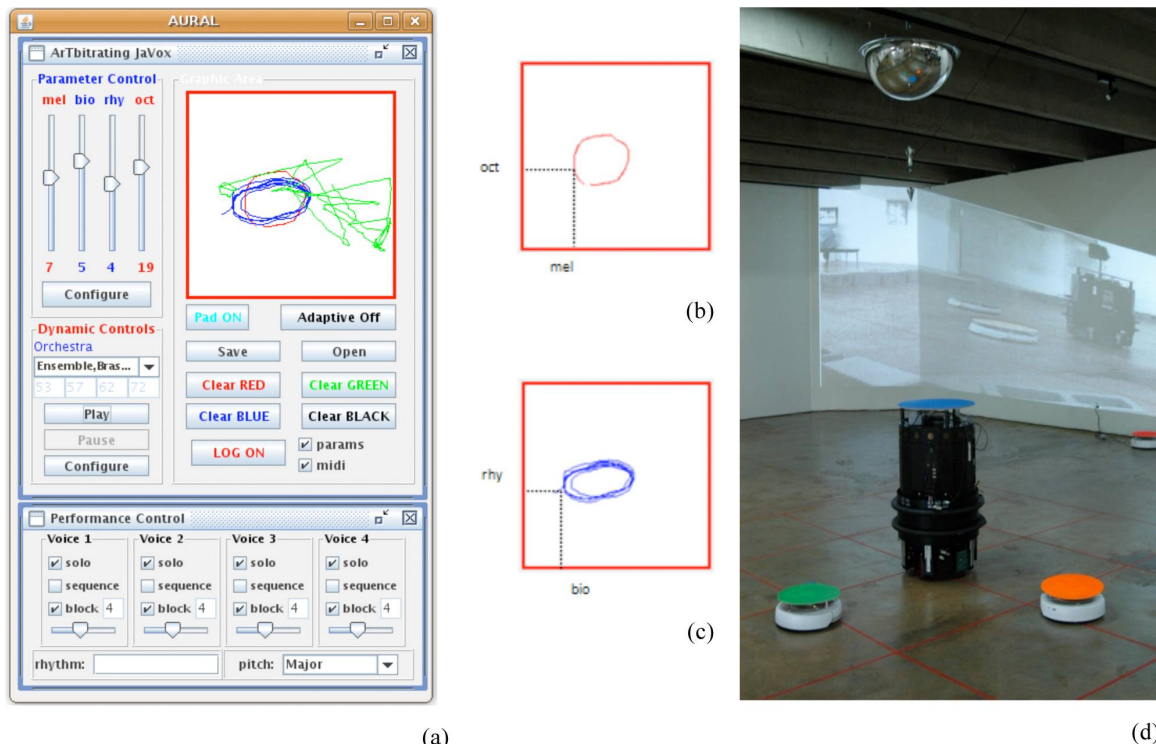 AURAL
ArTbitrating JaVox
Parameter Control
mel bio rhy oct
7 5 4 19
Configure
Graphic Area
Pad ON Adaptive Off
Save Open
Clear RED Clear GREEN
Clear BLUE Clear BLACK
LOG ON params
midi
Dynamic Controls
Orchestra
Ensemble,Bras...
53 57 62 72
Play
Pause
Configure
Performance Control
Voice 1 Voice 2 Voice 3 Voice 4
solo solo solo solo
sequence sequence sequence sequence
block 4 block 4 block 4 block 4
rhythm: pitch: Major
(a)
oct
mel
(b)
rhy
bio
(c)
(d)